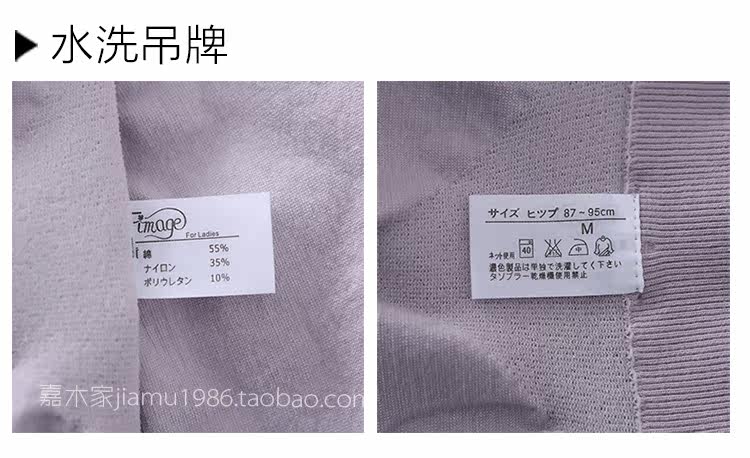 水洗吊牌
image
For Ladies
綿 55%
ナイロン 35%
ポリウレタン 10%
嘉木家jiamu1986.taobao.com
サイズ ヒップ 87~95cm
M
ネット使用 40 中
濃色製品は単独で洗濯して下さい
タンブラー乾燥機使用禁止